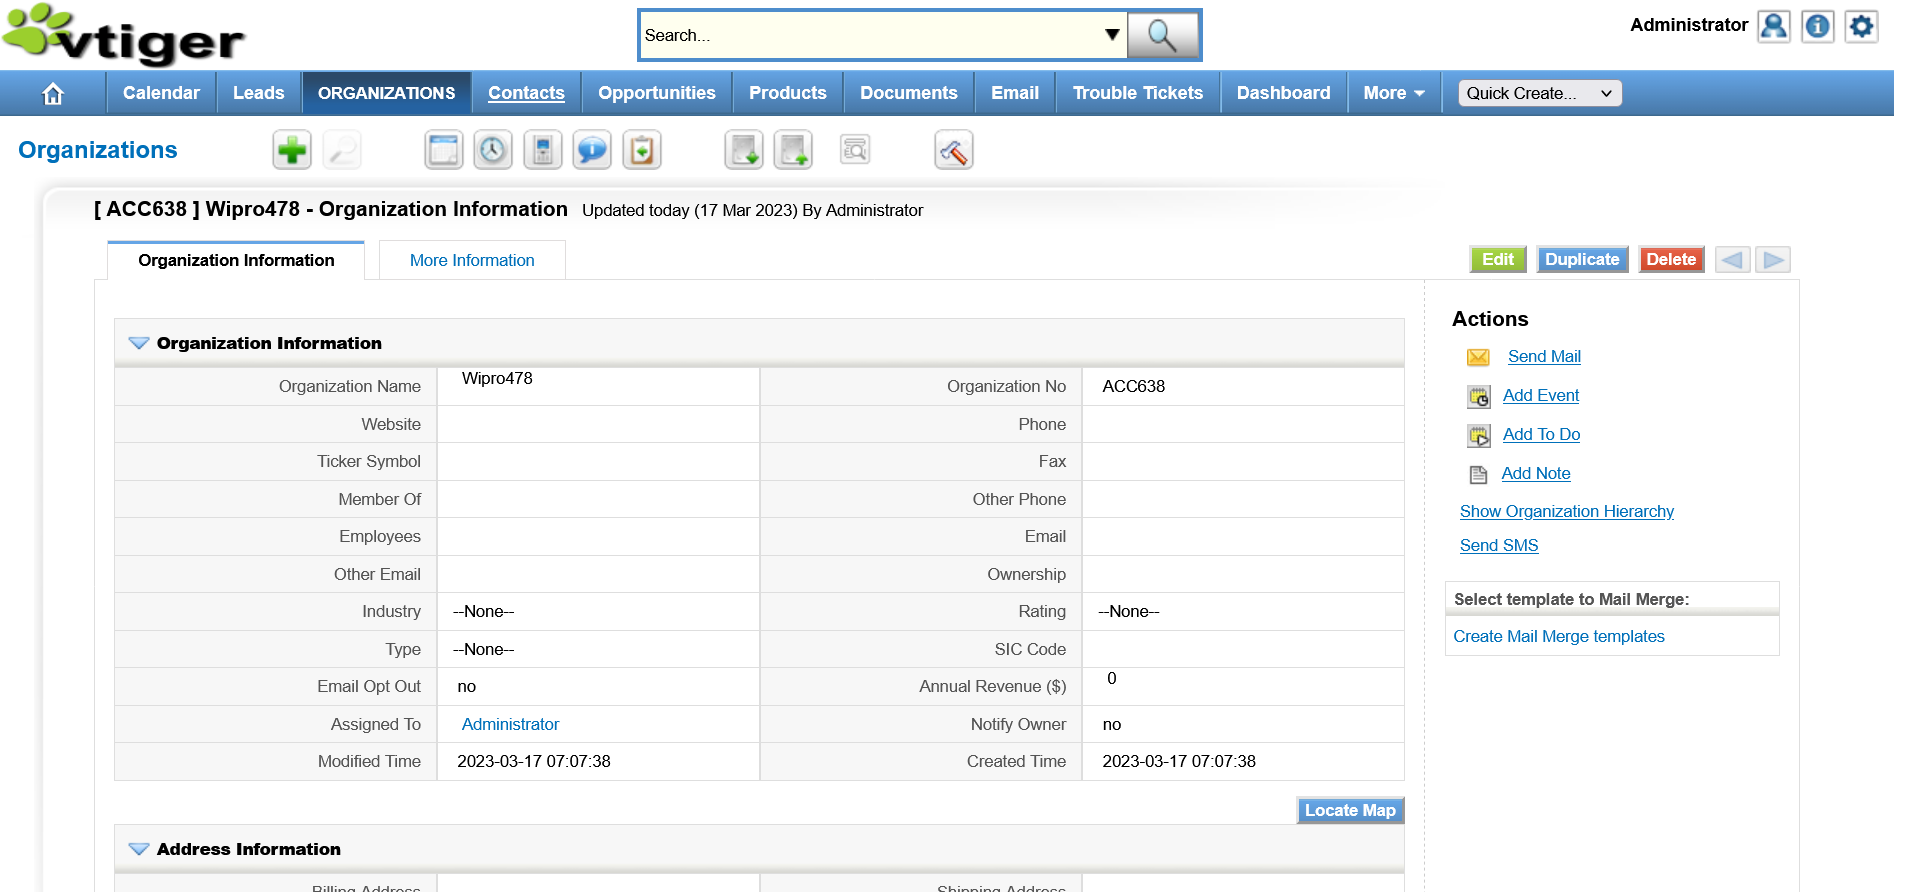 vtiger
Search...
Administrator
Calendar Leads ORGANIZATIONS Contacts Opportunities Products Documents Email Trouble Tickets Dashboard More Quick Create...
Organizations
[ ACC638 ] Wipro478 - Organization Information Updated today (17 Mar 2023) By Administrator
Organization Information More Information Edit Duplicate Delete
Organization Information
Organization Name Wipro478 Organization No ACC638
Website Phone
Ticker Symbol Fax
Member Of Other Phone
Employees Email
Other Email Ownership
Industry --None-- Rating --None--
Type --None-- SIC Code
Email Opt Out no Annual Revenue ($) 0
Assigned To Administrator Notify Owner no
Modified Time 2023-03-17 07:07:38 Created Time 2023-03-17 07:07:38
Locate Map
Address Information
Billing Address Shipping Address
Actions
Send Mail
Add Event
Add To Do
Add Note
Show Organization Hierarchy
Send SMS
Select template to Mail Merge:
Create Mail Merge templates